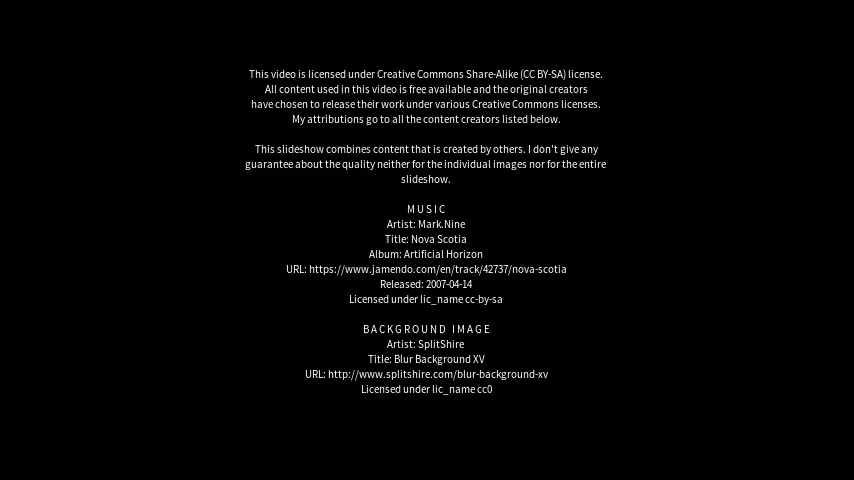 This video is licensed under Creative Commons Share-Alike (CC BY-SA) license.
All content used in this video is free available and the original creators
have chosen to release their work under various Creative Commons licenses.
My attributions go to all the content creators listed below.
This slideshow combines content that is created by others. I don't give any
guarantee about the quality neither for the individual images nor for the entire
slideshow.
MUSIC
Artist: Mark.Nine
Title: Nova Scotia
Album: Artificial Horizon
URL: https://www.jamendo.com/en/track/42737/nova-scotia
Released: 2007-04-14
Licensed under lic_name cc-by-sa
BACKGROUND IMAGE
Artist: SplitShire
Title: Blur Background XV
URL: http://www.splitshire.com/blur-background-xv
Licensed under lic_name cc0